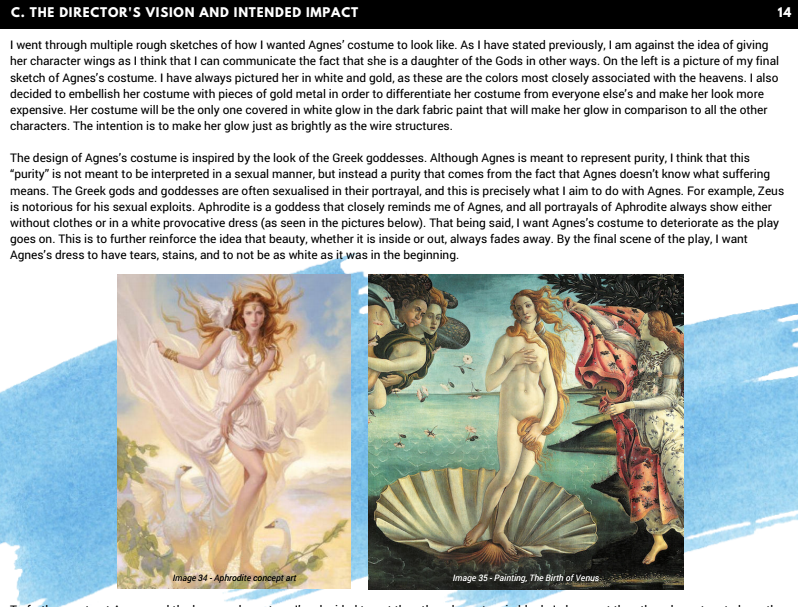 C. THE DIRECTOR'S VISION AND INTENDED IMPACT
14
I went through multiple rough sketches of how I wanted Agnes' costume to look like. As I have stated previously, I am against the idea of giving
her character wings as I think that I can communicate the fact that she is a daughter of the Gods in other ways. On the left is a picture of my final
sketch of Agnes's costume. I have always pictured her in white and gold, as these are the colors most closely associated with the heavens. I also
decided to embellish her costume with pieces of gold metal in order to differentiate her costume from everyone else's and make her look more
expensive. Her costume will be the only one covered in white glow in the dark fabric paint that will make her glow in comparison to all the other
characters. The intention is to make her glow just as brightly as the wire structures.
The design of Agnes's costume is inspired by the look of the Greek goddesses. Although Agnes is meant to represent purity, I think that this
"purity" is not meant to be interpreted in a sexual manner, but instead a purity that comes from the fact that Agnes doesn't know what suffering
means. The Greek gods and goddesses are often sexualised in their portrayal, and this is precisely what I aim to do with Agnes. For example, Zeus
is notorious for his sexual exploits. Aphrodite is a goddess that closely reminds me of Agnes, and all portrayals of Aphrodite always show either
without clothes or in a white provocative dress (as seen in the pictures below). That being said, I want Agnes's costume to deteriorate as the play
goes on. This is to further reinforce the idea that beauty, whether it is inside or out, always fades away. By the final scene of the play, I want
Agnes's dress to have tears, stains, and to not be as white as it was in the beginning.
Image 34 - Aphrodite concept art
Image 35 - Painting, The Birth of Venus